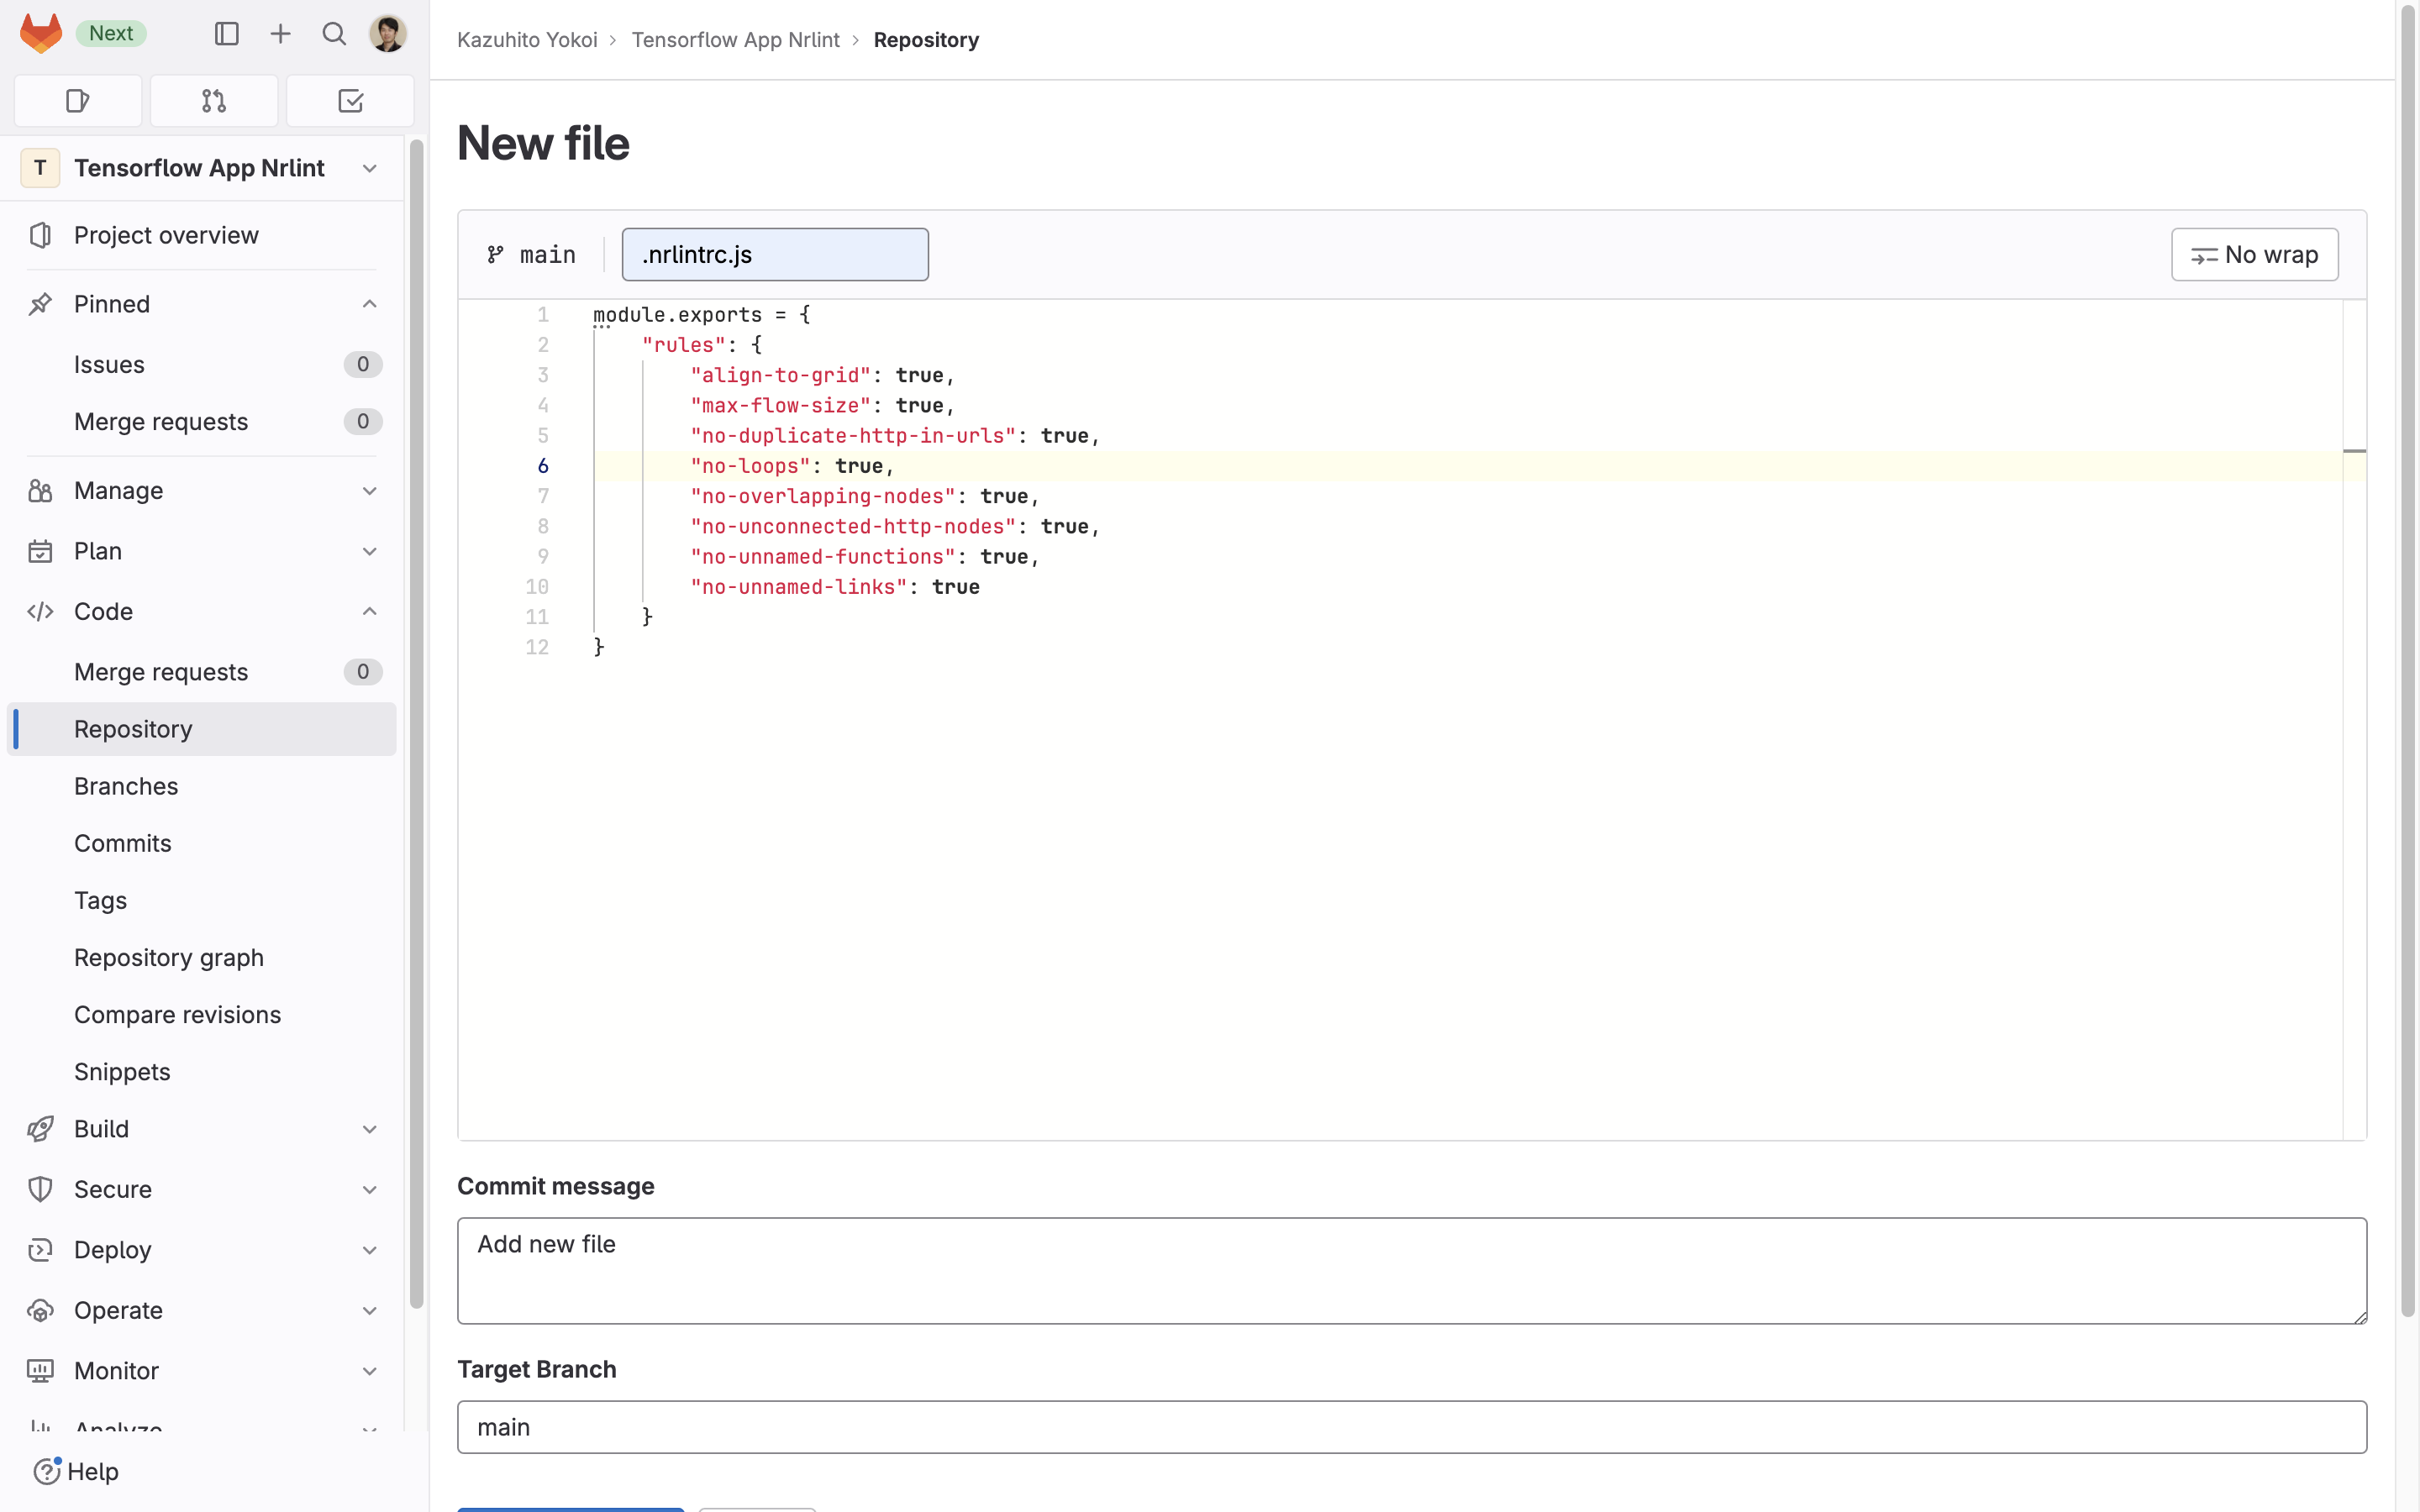 Next
T Tensorflow App Nrlint
Project overview
Pinned
Issues 0
Merge requests 0
Manage
Plan
Code
Merge requests 0
Repository
Branches
Commits
Tags
Repository graph
Compare revisions
Snippets
Build
Secure
Deploy
Operate
Monitor
Analyze
Help
Kazuhito Yokoi > Tensorflow App Nrlint > Repository
New file
main .nrlintrc.js No wrap
1 module.exports = {
2 "rules": {
3 "align-to-grid": true,
4 "max-flow-size": true,
5 "no-duplicate-http-in-urls": true,
6 "no-loops": true,
7 "no-overlapping-nodes": true,
8 "no-unconnected-http-nodes": true,
9 "no-unnamed-functions": true,
10 "no-unnamed-links": true
11 }
12 }
Commit message
Add new file
Target Branch
main